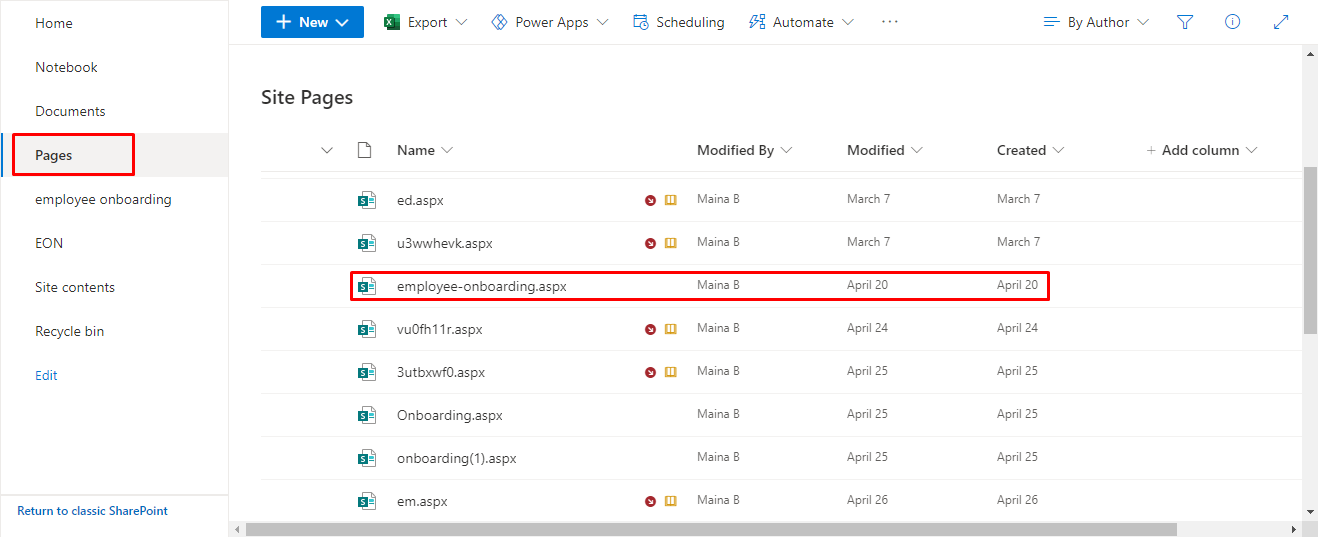 Home
Notebook
Documents
Pages
employee onboarding
EON
Site contents
Recycle bin
Edit
Return to classic SharePoint
New Export Power Apps Scheduling Automate ... By Author
Site Pages
Name Modified By Modified Created + Add column
ed.aspx Maina B March 7 March 7
u3wwhevk.aspx Maina B March 7 March 7
employee-onboarding.aspx Maina B April 20 April 20
vu0fh11r.aspx Maina B April 24 April 24
3utbxwf0.aspx Maina B April 25 April 25
Onboarding.aspx Maina B April 25 April 25
onboarding(1).aspx Maina B April 25 April 25
em.aspx Maina B April 26 April 26